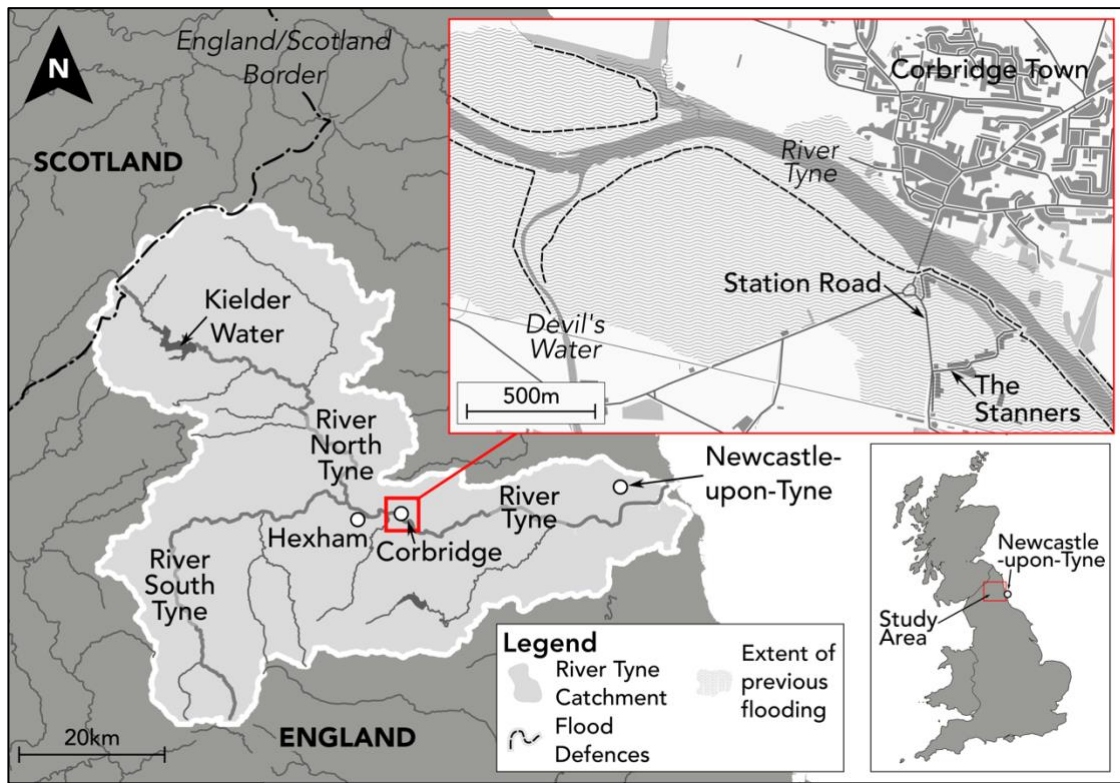 N
England/Scotland
Border
SCOTLAND
Kielder
Water
River
North
Tyne
Hexham
Corbridge
River
Tyne
Newcastle-
upon-Tyne
River
South
Tyne
20km
ENGLAND
Corbridge Town
River
Tyne
Station Road
Devil's
Water
The
Stanners
500m
Legend
River Tyne
Catchment
Flood
Defences
Extent of
previous
flooding
Newcastle
-upon-Tyne
Study
Area